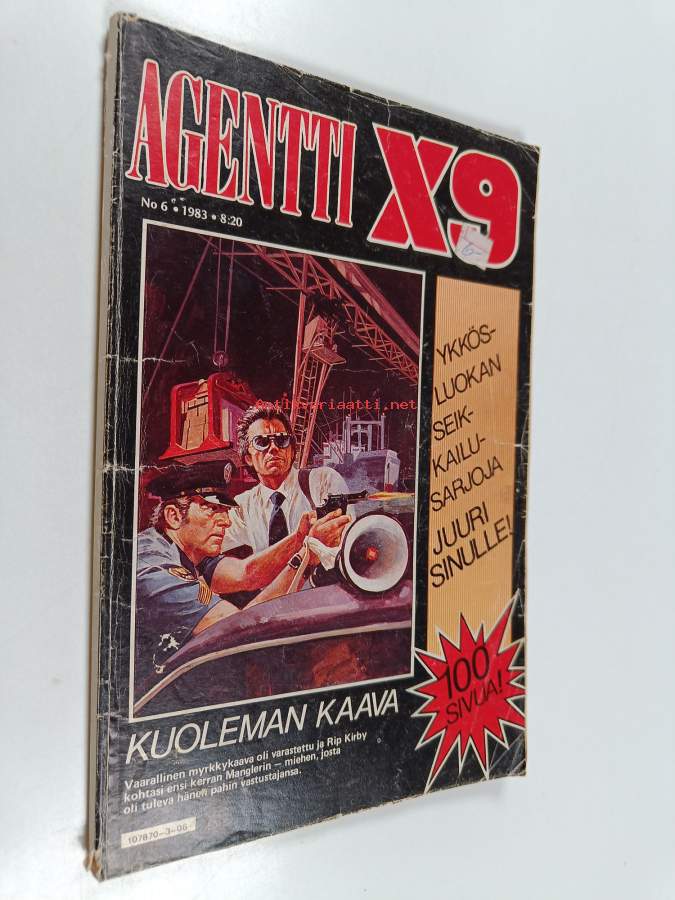 AGENTTI X9
No 6 • 1983 • 8:20
YKKÖS-
LUOKAN
SEIK-
KAILU-
SARJOJA
JUURI
SINULLE!
100
SIVUA!
Antikvariaatti.net
KUOLEMAN KAAVA
Vaarallinen myrkkykaava oli varastettu ja Rip Kirby
kohtasi ensi kerran Manglerin — miehen, josta
oli tuleva hänen pahin vastustajansa.
107870—3—06